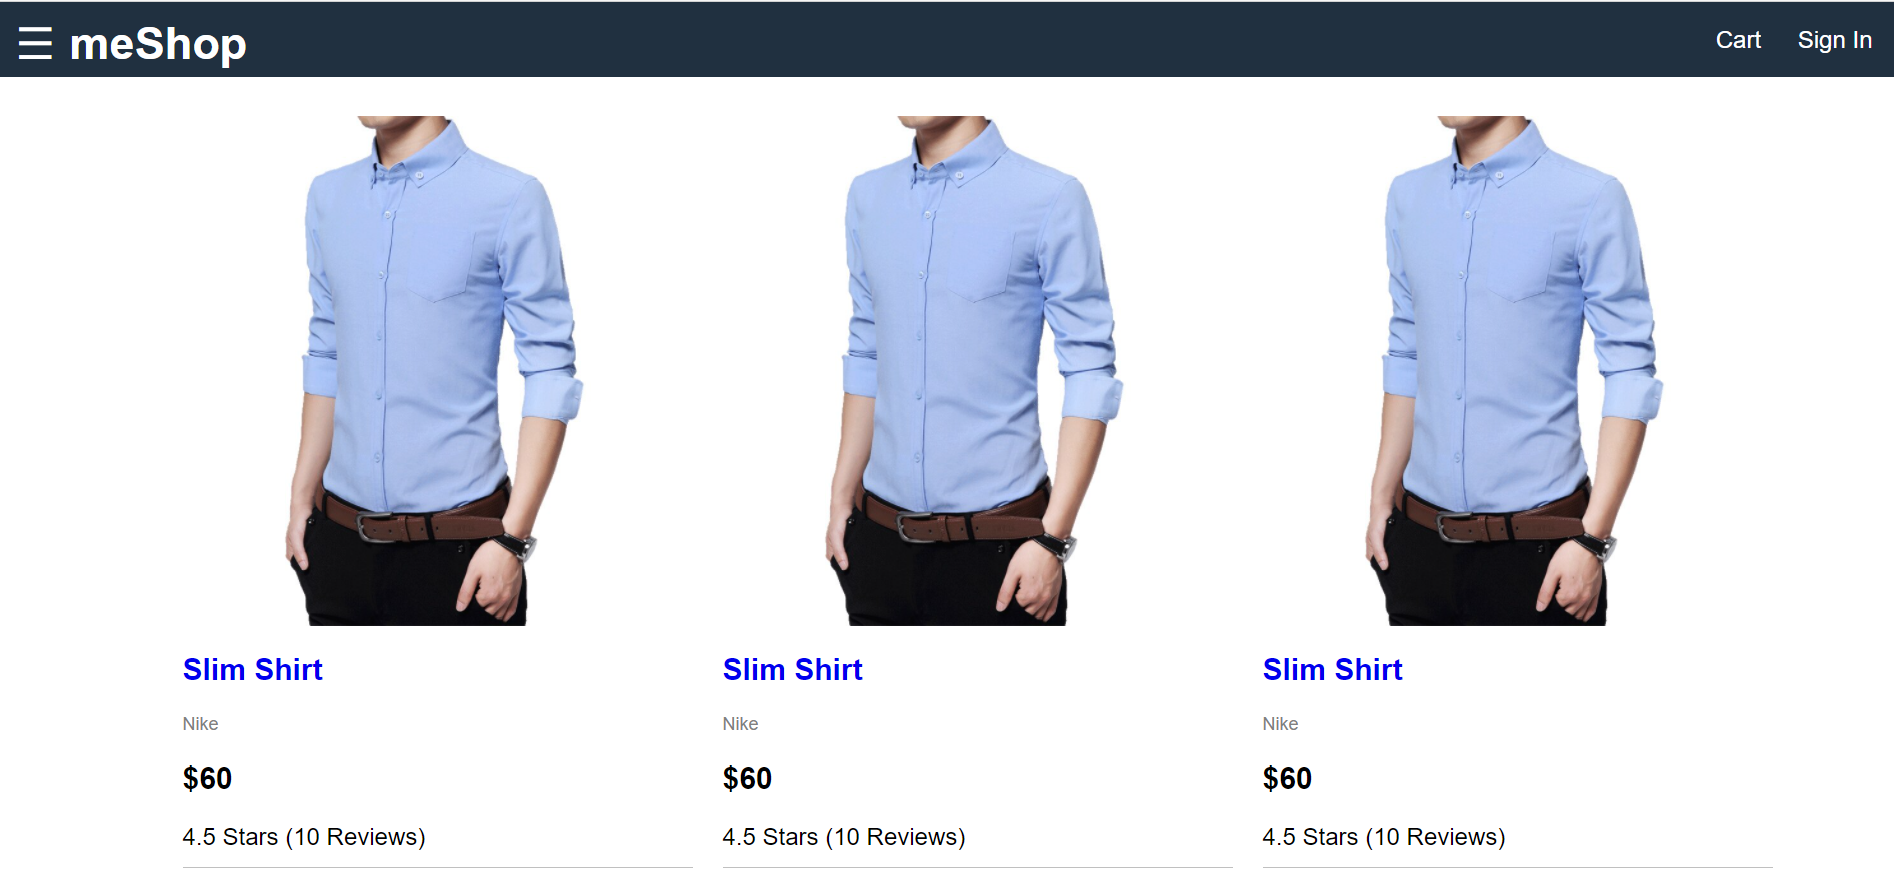 ☰ meShop Cart Sign In
Slim Shirt Slim Shirt Slim Shirt
Nike Nike Nike
$60 $60 $60
4.5 Stars (10 Reviews) 4.5 Stars (10 Reviews) 4.5 Stars (10 Reviews)